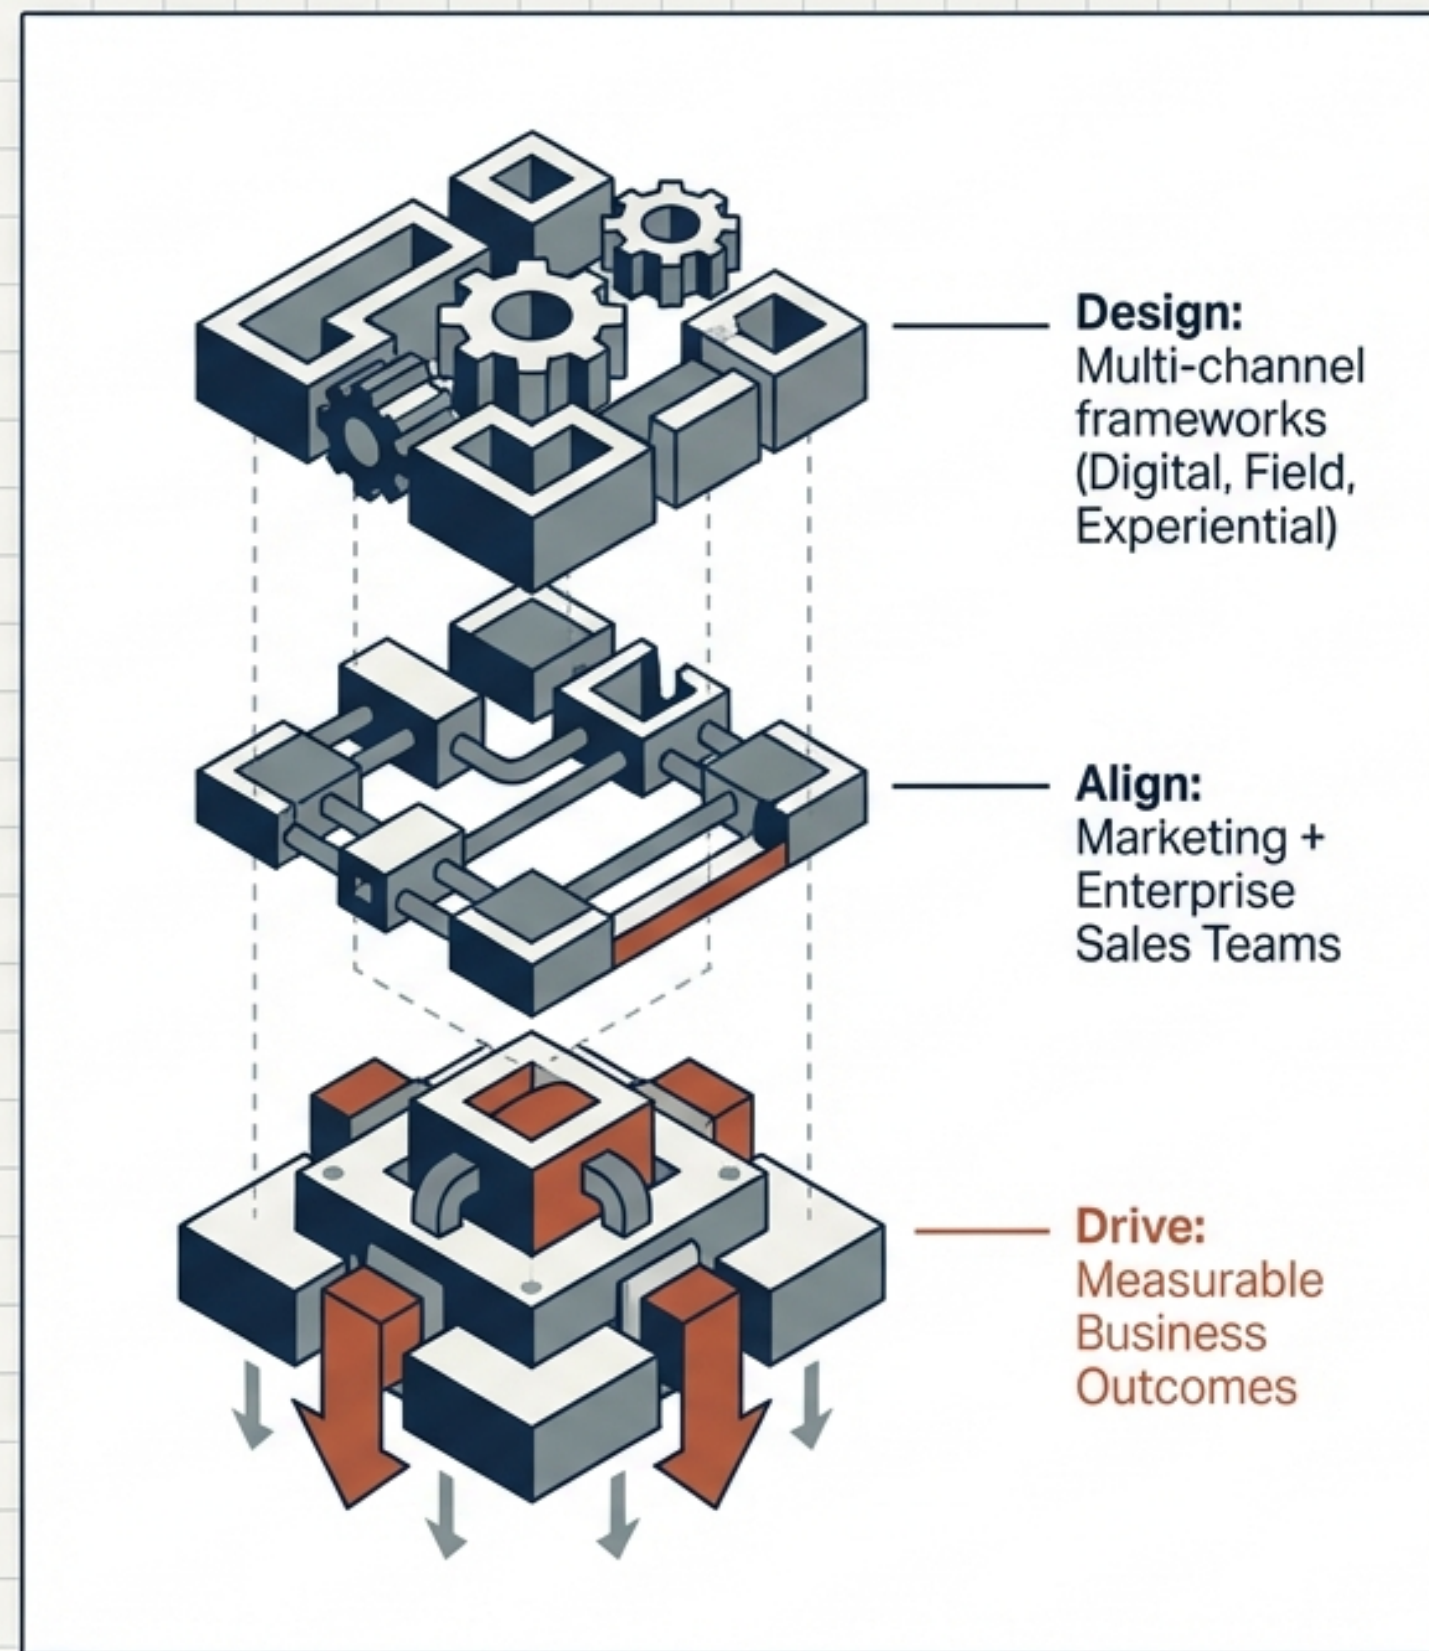 Design:
Multi-channel
frameworks
(Digital, Field,
Experiential)
Align:
Marketing +
Enterprise
Sales Teams
Drive:
Measurable
Business
Outcomes